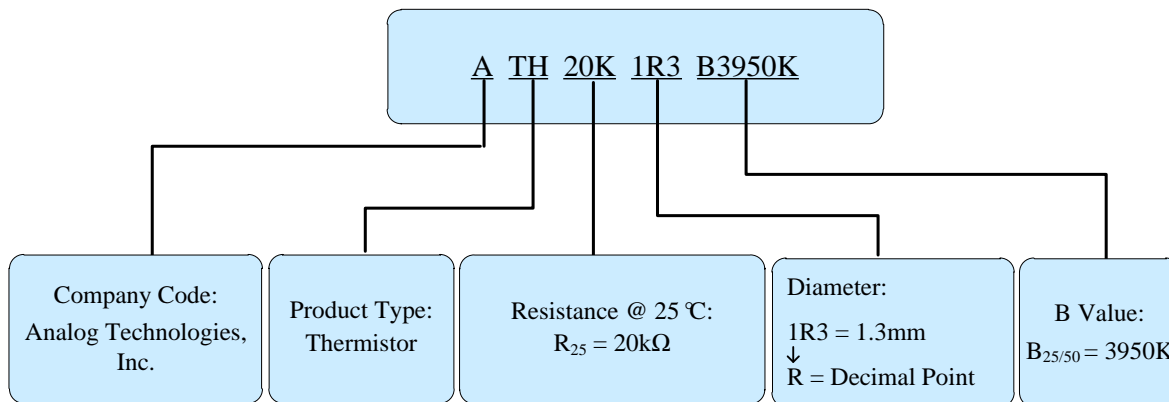 A TH 20K 1R3 B3950K
Company Code:
Analog Technologies,
Inc.
Product Type:
Thermistor
Resistance @ 25 ℃:
R₂₅ = 20kΩ
Diameter:
1R3 = 1.3mm
↓
R = Decimal Point
B Value:
B₂₅/₅₀ = 3950K